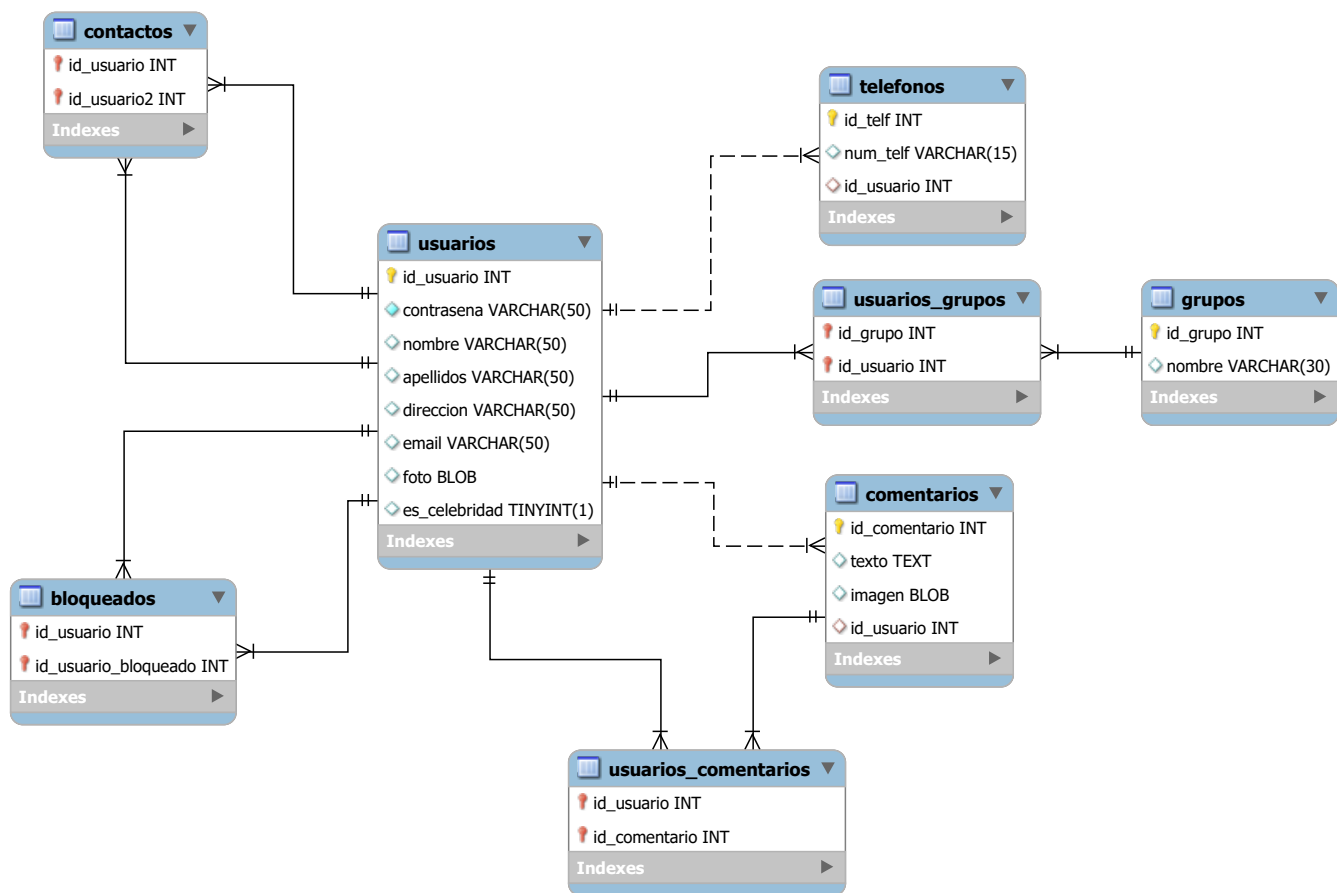 contactos
id_usuario INT
id_usuario2 INT
Indexes
telefonos
id_telf INT
num_telf VARCHAR(15)
id_usuario INT
Indexes
usuarios
id_usuario INT
contrasena VARCHAR(50)
nombre VARCHAR(50)
apellidos VARCHAR(50)
direccion VARCHAR(50)
email VARCHAR(50)
foto BLOB
es_celebridad TINYINT(1)
Indexes
usuarios_grupos
id_grupo INT
id_usuario INT
Indexes
grupos
id_grupo INT
nombre VARCHAR(30)
Indexes
comentarios
id_comentario INT
texto TEXT
imagen BLOB
id_usuario INT
Indexes
bloqueados
id_usuario INT
id_usuario_bloqueado INT
Indexes
usuarios_comentarios
id_usuario INT
id_comentario INT
Indexes